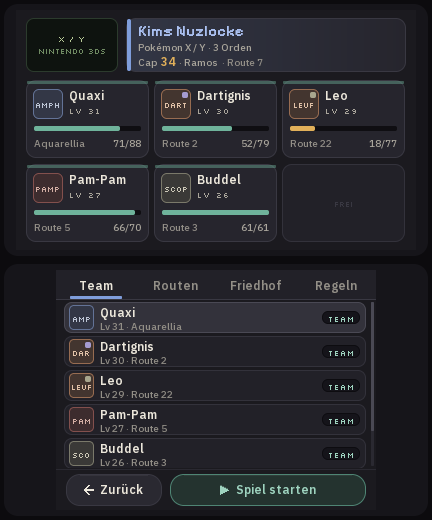 X / Y
NINTENDO 3DS
Kims Nuzlocke
Pokémon X / Y · 3 Orden
Cap 34 · Ramos · Route 7
AMPH
Quaxi
LV 31
Aquarellia 71/88
DART
Dartignis
LV 30
Route 2 52/79
LEUF
Leo
LV 29
Route 22 18/77
PAMP
Pam-Pam
LV 27
Route 5 66/70
SCOP
Buddel
LV 26
Route 3 61/61
FREI
Team Routen Friedhof Regeln
AMP
Quaxi
Lv 31 · Aquarellia
TEAM
DAR
Dartignis
Lv 30 · Route 2
TEAM
LEUF
Leo
Lv 29 · Route 22
TEAM
PAM
Pam-Pam
Lv 27 · Route 5
TEAM
SCO
Buddel
Lv 26 · Route 3
TEAM
← Zurück
▶ Spiel starten